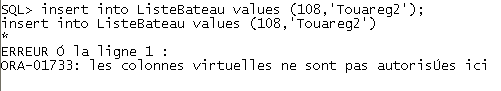 SQL> insert into ListeBateau values (108,'Touareg2');
insert into ListeBateau values (108,'Touareg2')
*
ERREUR Ó la ligne 1 :
ORA-01733: les colonnes virtuelles ne sont pas autorisÚes ici